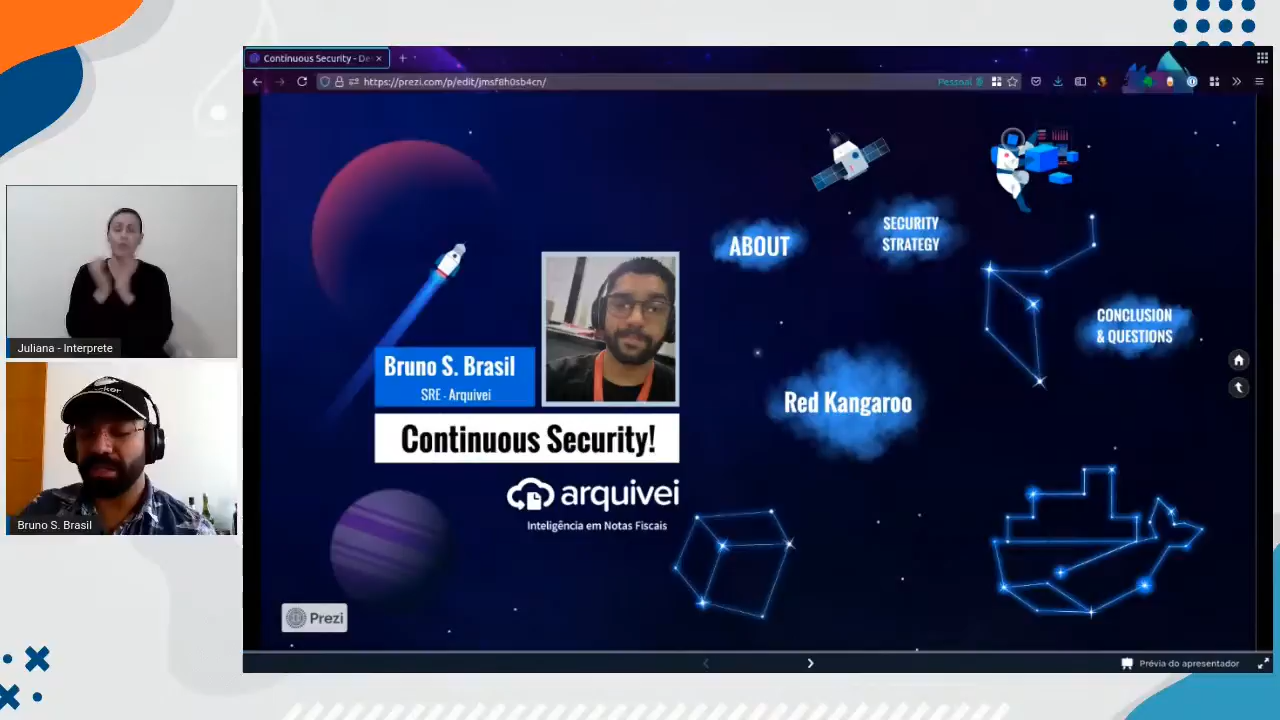 Continuous Security - De
https://prezi.com/p/edit/jmsf8h0sb4cn/
Pessoal
ABOUT
SECURITY
STRATEGY
CONCLUSION
& QUESTIONS
Red Kangaroo
Bruno S. Brasil
SRE - Arquivei
Continuous Security!
arquivei
Inteligência em Notas Fiscais
Prezi
Prévia do apresentador
Juliana - Interprete
Bruno S. Brasil